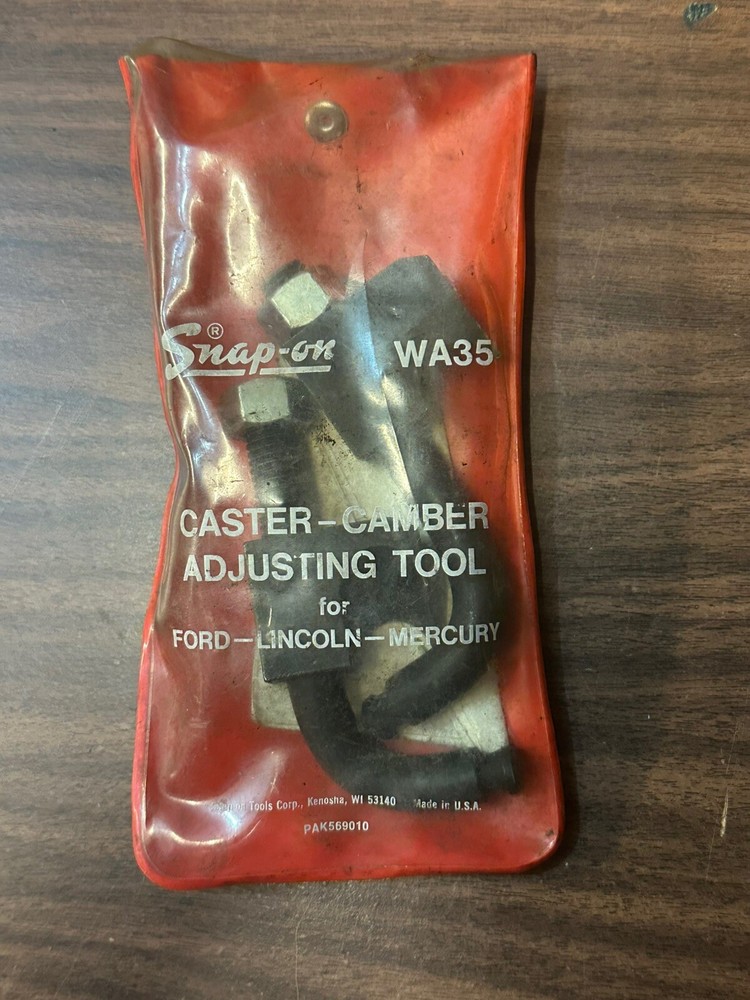 Snap-on® WA35
CASTER-CAMBER
ADJUSTING TOOL
for
FORD-LINCOLN-MERCURY
Tools Corp., Kenosha, WI 53140 Made in U.S.A.
PAK569010